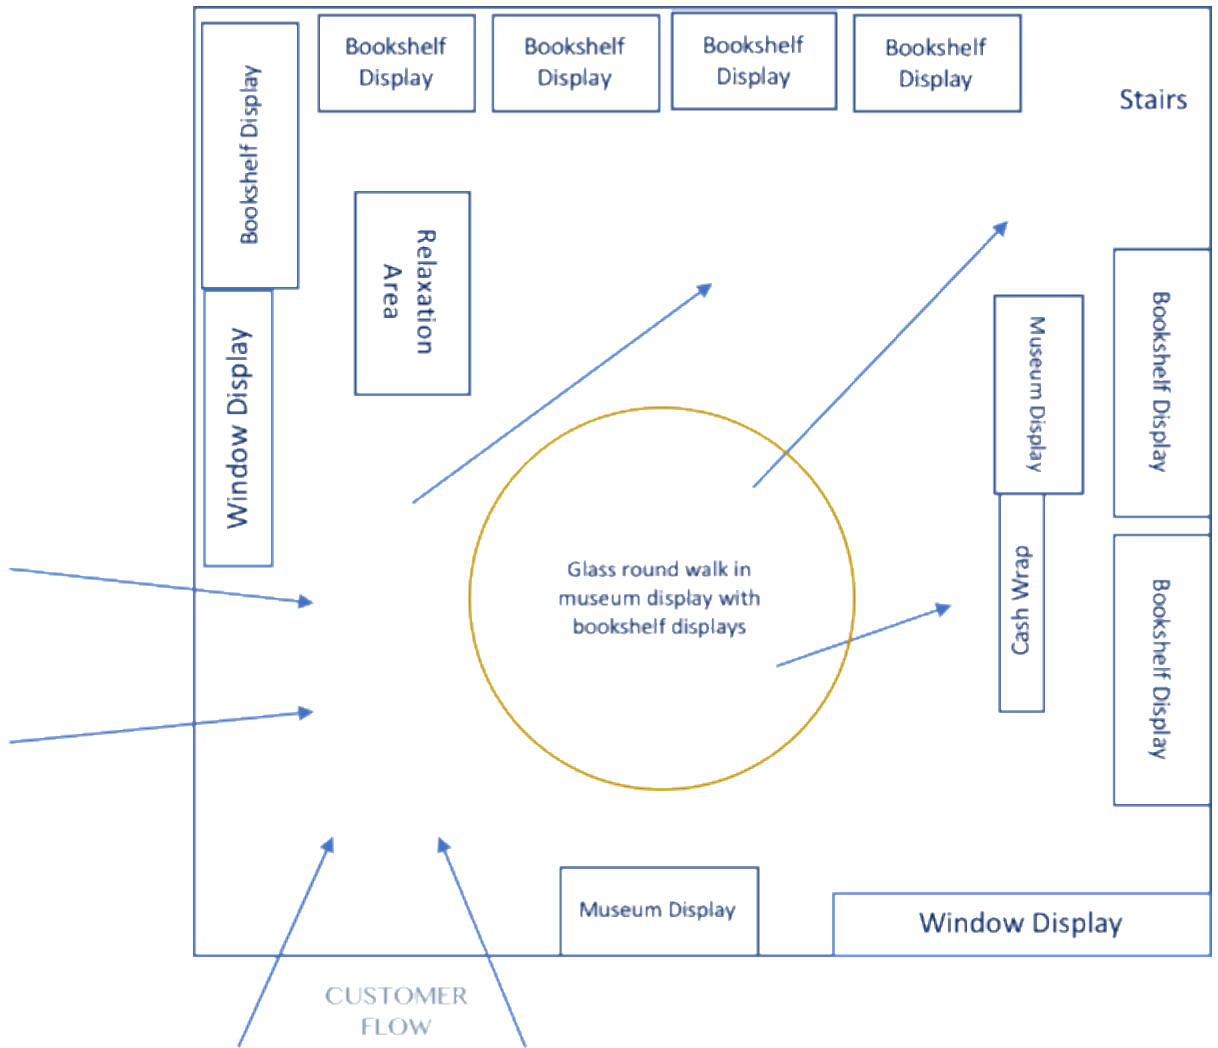 Bookshelf
Display
Bookshelf
Display
Bookshelf
Display
Bookshelf
Display
Stairs
Bookshelf Display
Relaxation
Area
Window Display
Museum Display
Bookshelf Display
Glass round walk in
museum display with
bookshelf displays
Cash Wrap
Bookshelf Display
Museum Display
Window Display
CUSTOMER
FLOW